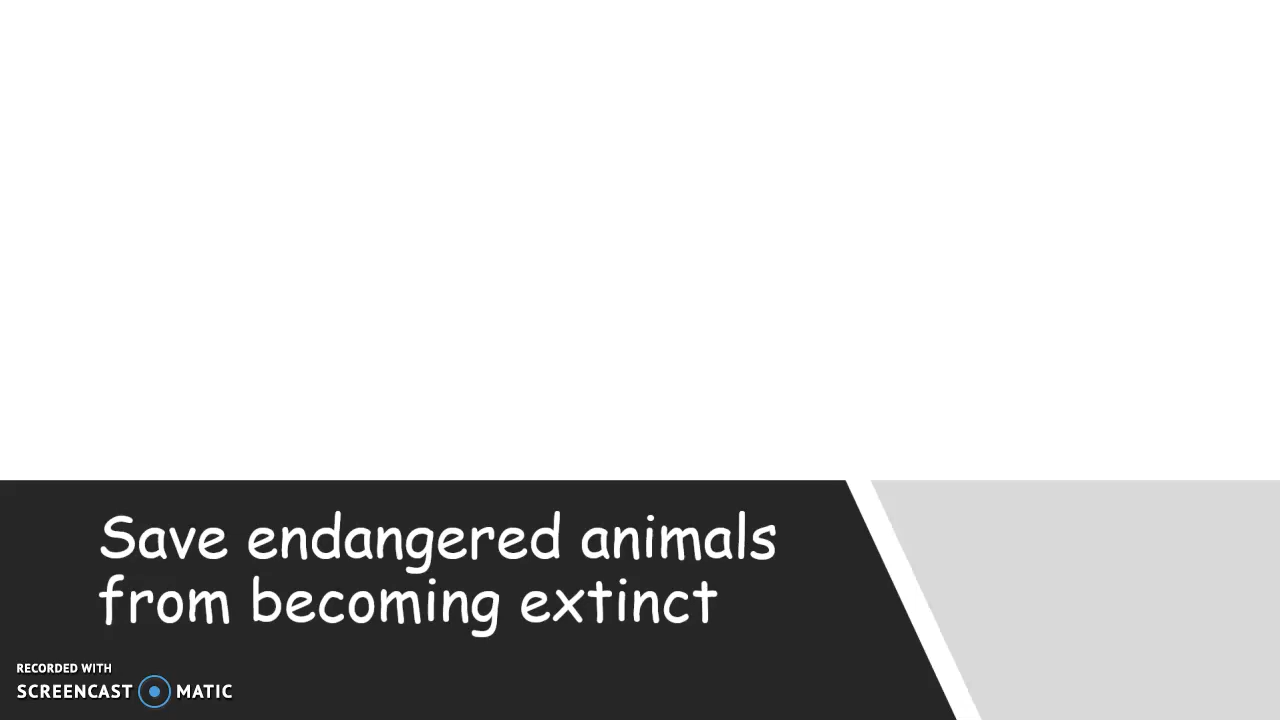 Save endangered animals
from becoming extinct
RECORDED WITH
SCREENCAST MATIC